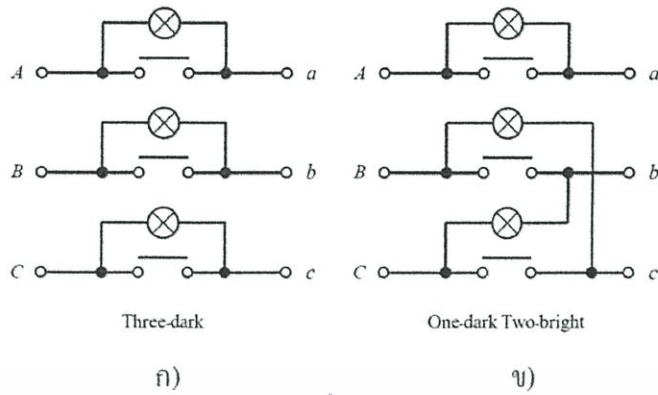 A a A a
B b B b
C c C c
Three-dark One-dark Two-bright
ก) ข)